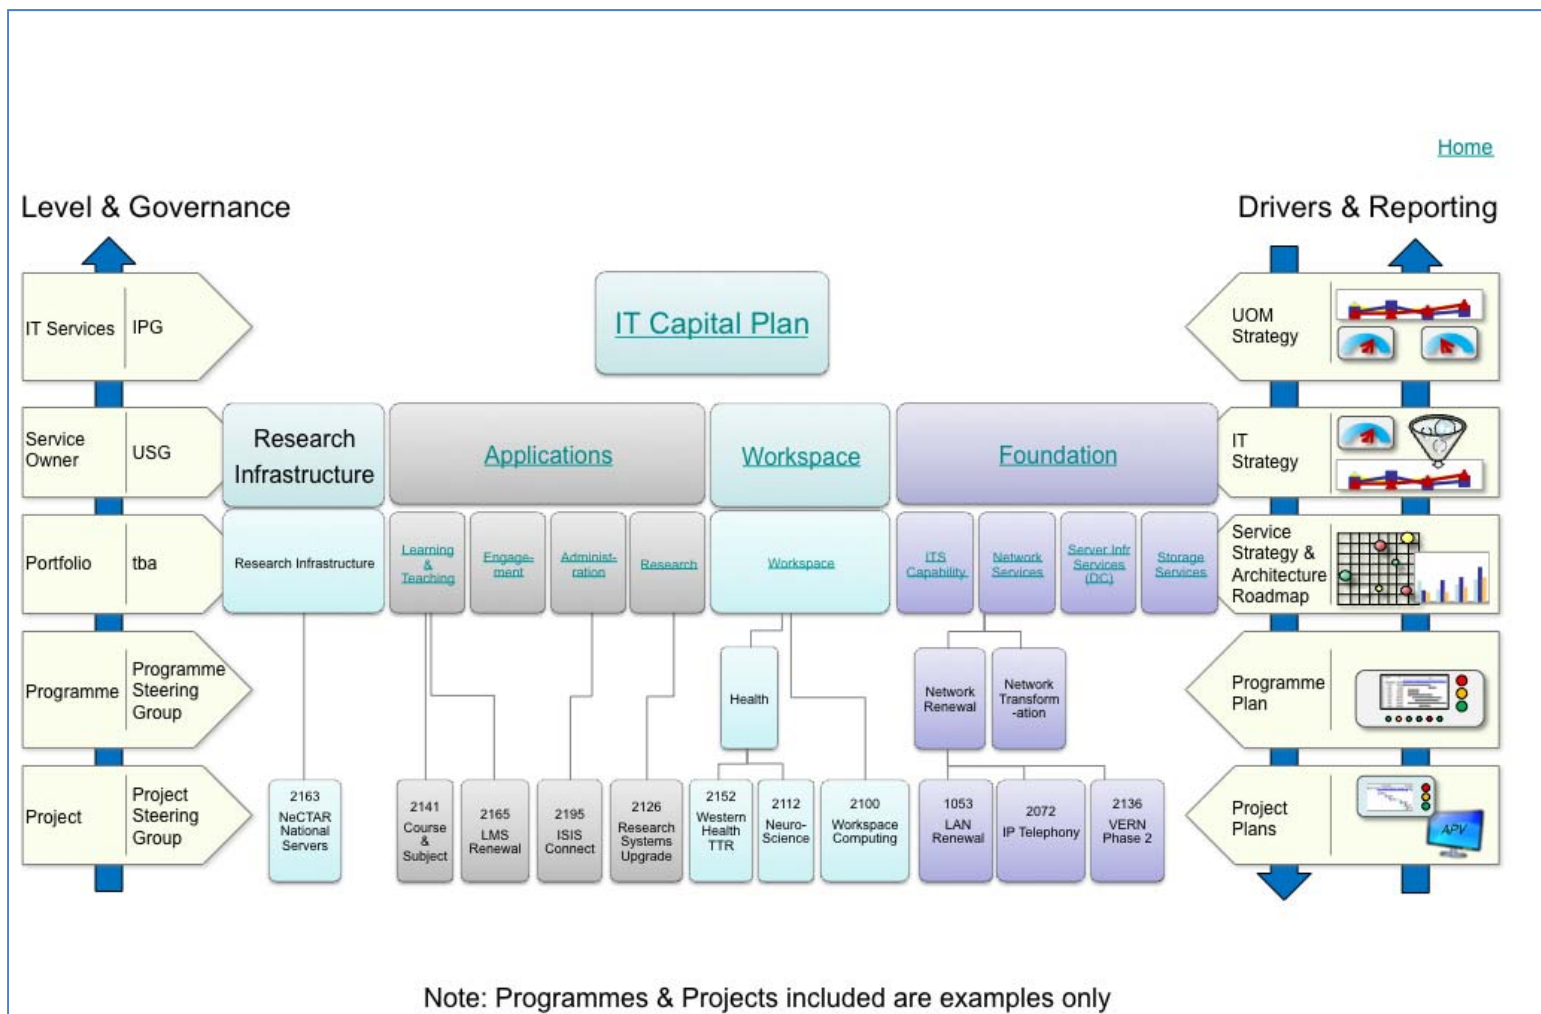 Home
Level & Governance
Drivers & Reporting
IT Services
IPG
IT Capital Plan
UOM
Strategy
Service
Owner
USG
Research
Infrastructure
Applications
Workspace
Foundation
IT
Strategy
Portfolio
tba
Research Infrastructure
Learning
&
Teaching
Engage-
ment
Administ-
ration
Research
Workspace
ITS
Capability
Network
Services
Server Infr
Services
(DC)
Storage
Services
Service
Strategy &
Architecture
Roadmap
Programme
Programme
Steering
Group
Health
Network
Renewal
Network
Transform
-ation
Programme
Plan
Project
Project
Steering
Group
2163
NeCTAR
National
Servers
2141
Course
&
Subject
2165
LMS
Renewal
2195
ISIS
Connect
2126
Research
Systems
Upgrade
2152
Western
Health
TTR
2112
Neuro-
Science
2100
Workspace
Computing
1053
LAN
Renewal
2072
IP Telephony
2136
VERN
Phase 2
Project
Plans
APV
Note: Programmes & Projects included are examples only